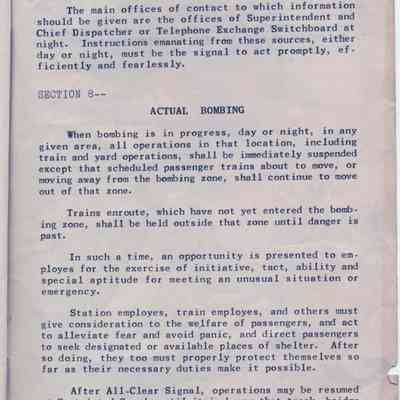 The main offices of contact to which information
should be given are the offices of Superintendent and
Chief Dispatcher or Telephone Exchange Switchboard at
night. Instructions emanating from these sources, either
day or night, must be the signal to act promptly, ef-
ficiently and fearlessly.
SECTION 8--
ACTUAL BOMBING
When bombing is in progress, day or night, in any
given area, all operations in that location, including
train and yard operations, shall be immediately suspended
except that scheduled passenger trains about to move, or
moving away from the bombing zone, shall continue to move
out of that zone.
Trains enroute, which have not yet entered the bomb-
ing zone, shall be held outside that zone until danger is
past.
In such a time, an opportunity is presented to em-
ployes for the exercise of initiative, tact, ability and
special aptitude for meeting an unusual situation or
emergency.
Station employes, train employes, and others must
give consideration to the welfare of passengers, and act
to alleviate fear and avoid panic, and direct passengers
to seek designated or available places of shelter. After
so doing, they too must properly protect themselves so
far as their necessary duties make it possible.
After All-Clear Signal, operations may be resumed